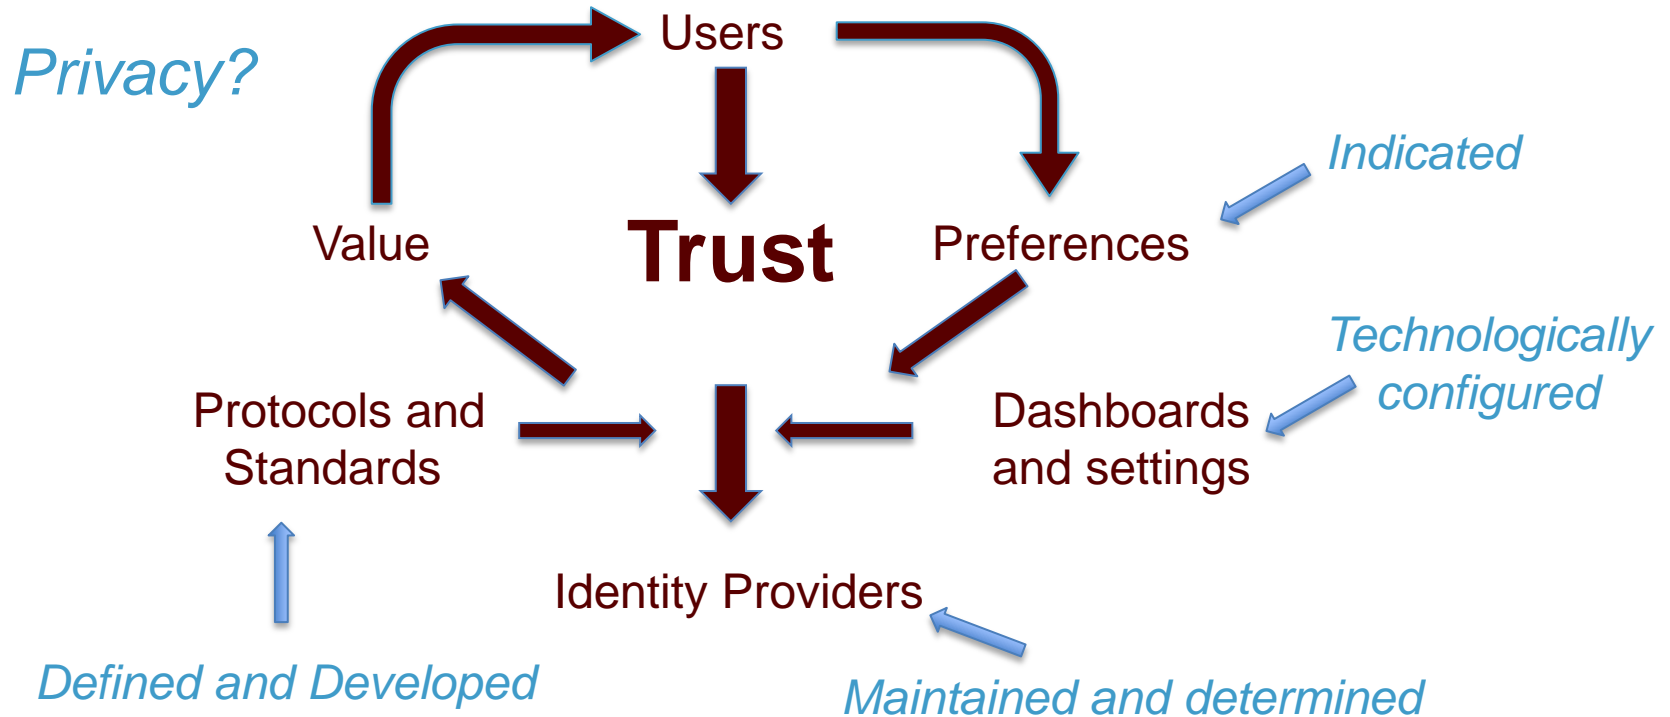 Users
Privacy?
Indicated
Value
Trust
Preferences
Technologically
configured
Protocols and
Standards
Dashboards
and settings
Identity Providers
Defined and Developed
Maintained and determined